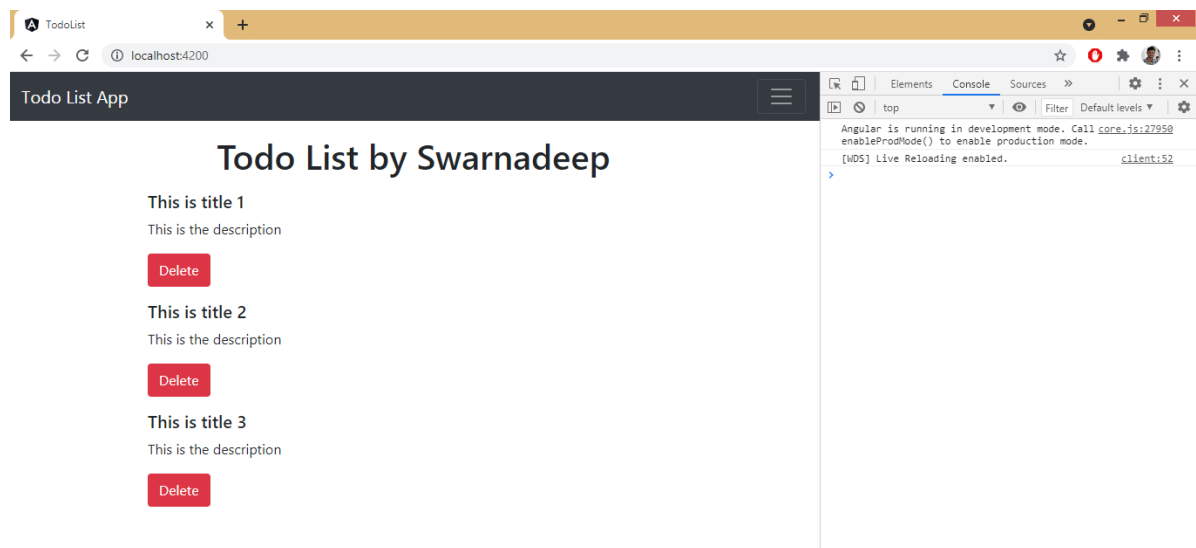 TodoList
localhost:4200
Todo List App
Todo List by Swarnadeep
This is title 1
This is the description
Delete
This is title 2
This is the description
Delete
This is title 3
This is the description
Delete
Elements Console Sources »
top Filter Default levels
Angular is running in development mode. Call core.js:27950
enableProdMode() to enable production mode.
[WDS] Live Reloading enabled. client:52